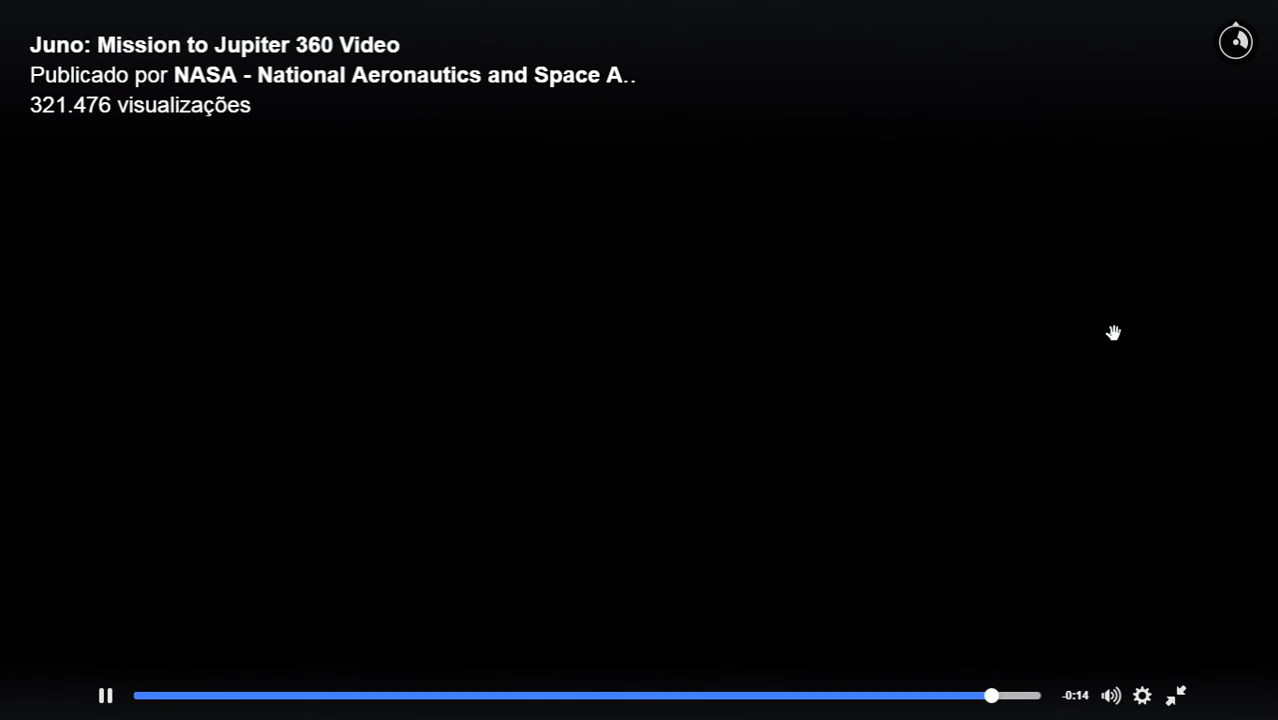 Juno: Mission to Jupiter 360 Video
Publicado por NASA - National Aeronautics and Space A..
321.476 visualizações
-0:14